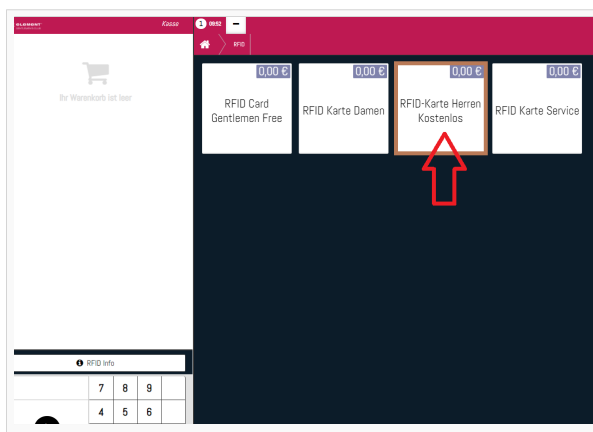 ELEMENT
Kasse
1 09:52
RFID
Ihr Warenkorb ist leer
0,00 €
RFID Card
Gentlemen Free
0,00 €
RFID Karte Damen
0,00 €
RFID-Karte Herren
Kostenlos
0,00 €
RFID Karte Service
RFID Info
7 8 9
4 5 6